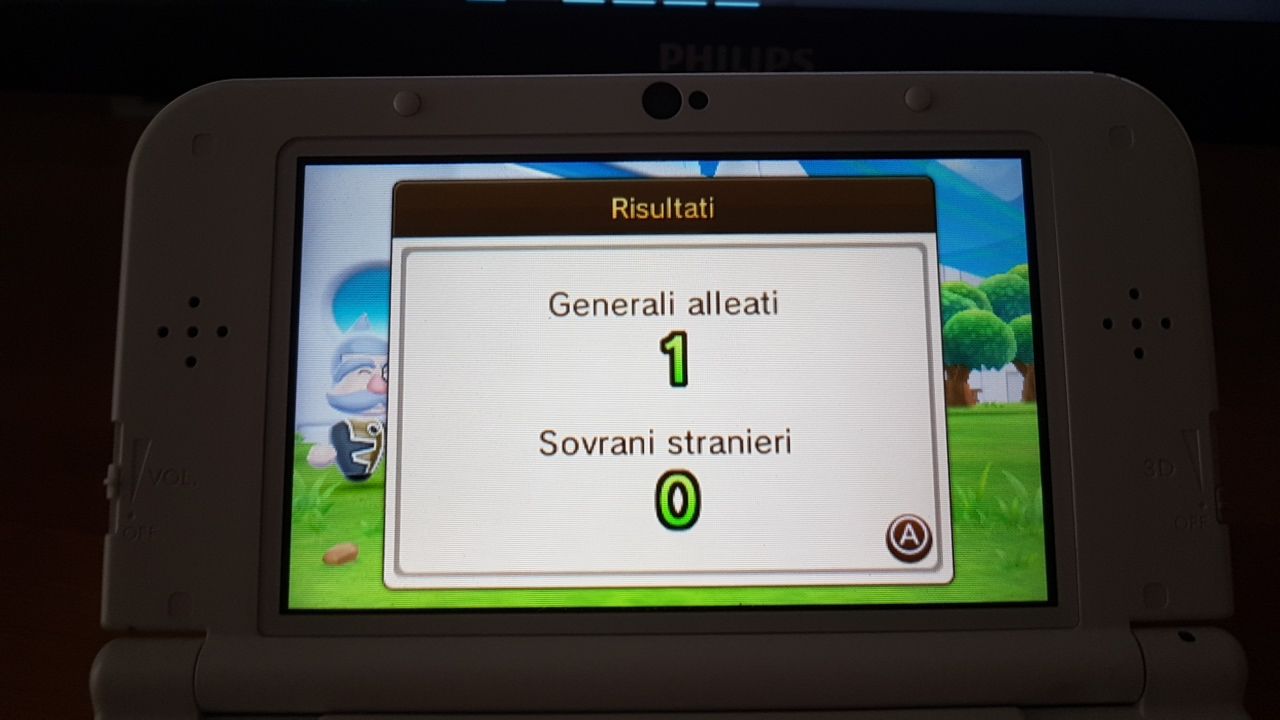 PHILIPS
Risultati
Generali alleati
1
Sovrani stranieri
0
A
VOL.
OFF
3D
OFF